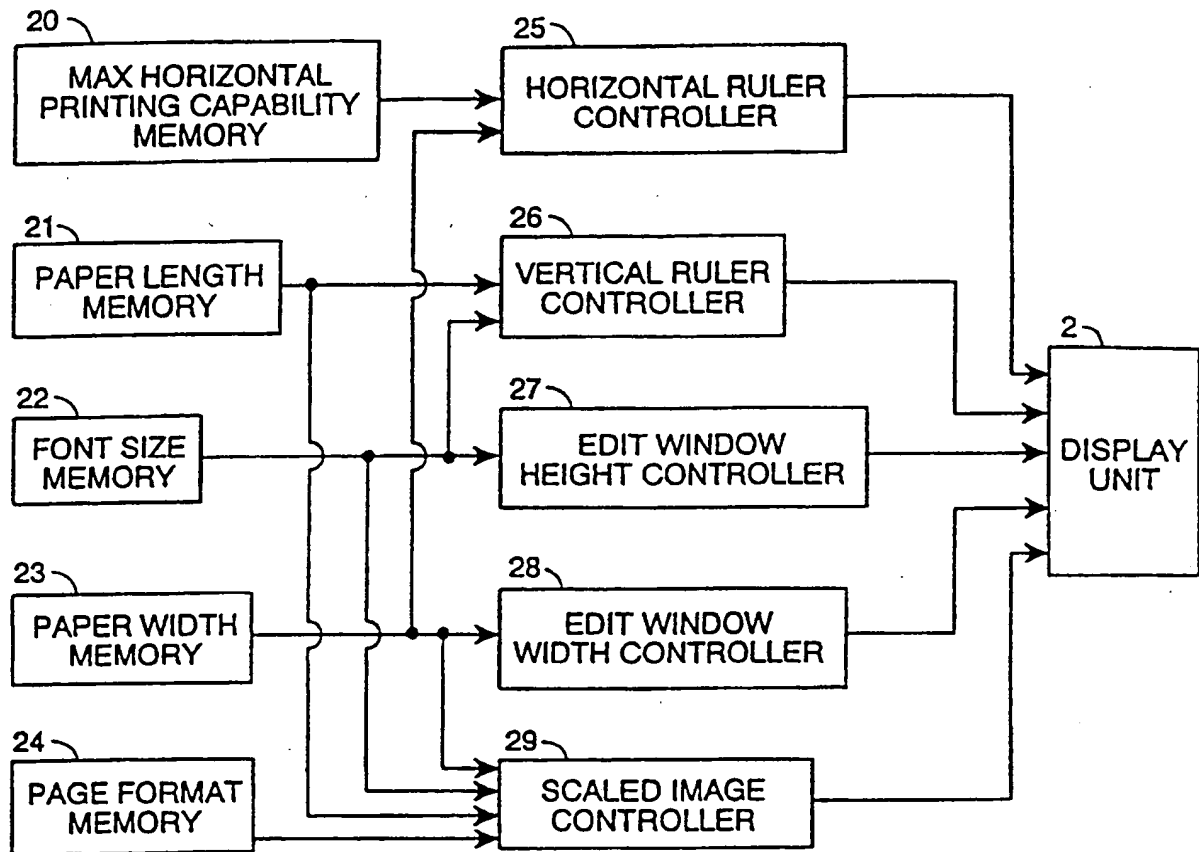 20
MAX HORIZONTAL
PRINTING CAPABILITY
MEMORY
25
HORIZONTAL RULER
CONTROLLER
21
PAPER LENGTH
MEMORY
26
VERTICAL RULER
CONTROLLER
22
FONT SIZE
MEMORY
27
EDIT WINDOW
HEIGHT CONTROLLER
2
DISPLAY
UNIT
23
PAPER WIDTH
MEMORY
28
EDIT WINDOW
WIDTH CONTROLLER
24
PAGE FORMAT
MEMORY
29
SCALED IMAGE
CONTROLLER